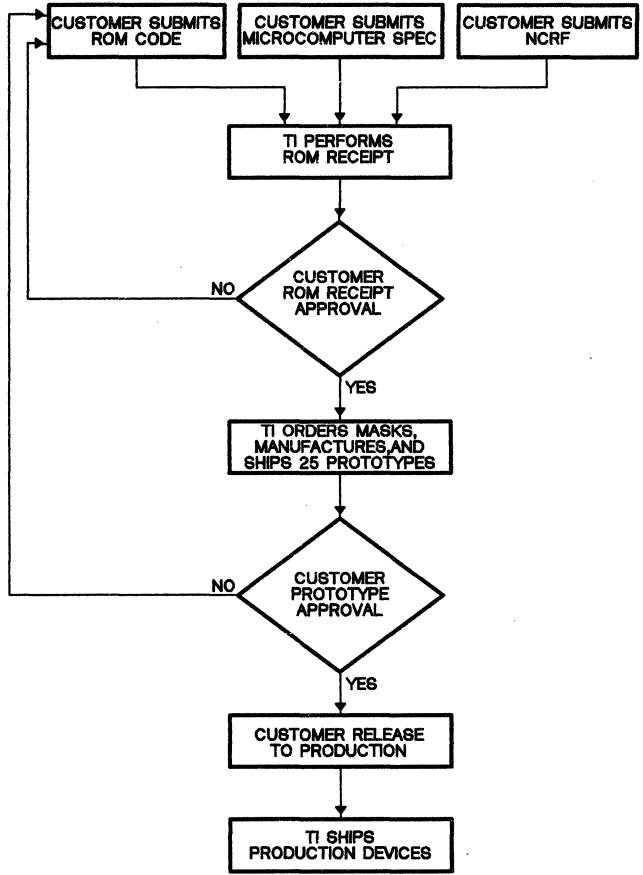 CUSTOMER SUBMITS
ROM CODE
CUSTOMER SUBMITS
MICROCOMPUTER SPEC
CUSTOMER SUBMITS
NCRF
TI PERFORMS
ROM RECEIPT
CUSTOMER
ROM RECEIPT
APPROVAL
NO
YES
TI ORDERS MASKS,
MANUFACTURES,AND
SHIPS 25 PROTOTYPES
CUSTOMER
PROTOTYPE
APPROVAL
NO
YES
CUSTOMER RELEASE
TO PRODUCTION
TI SHIPS
PRODUCTION DEVICES